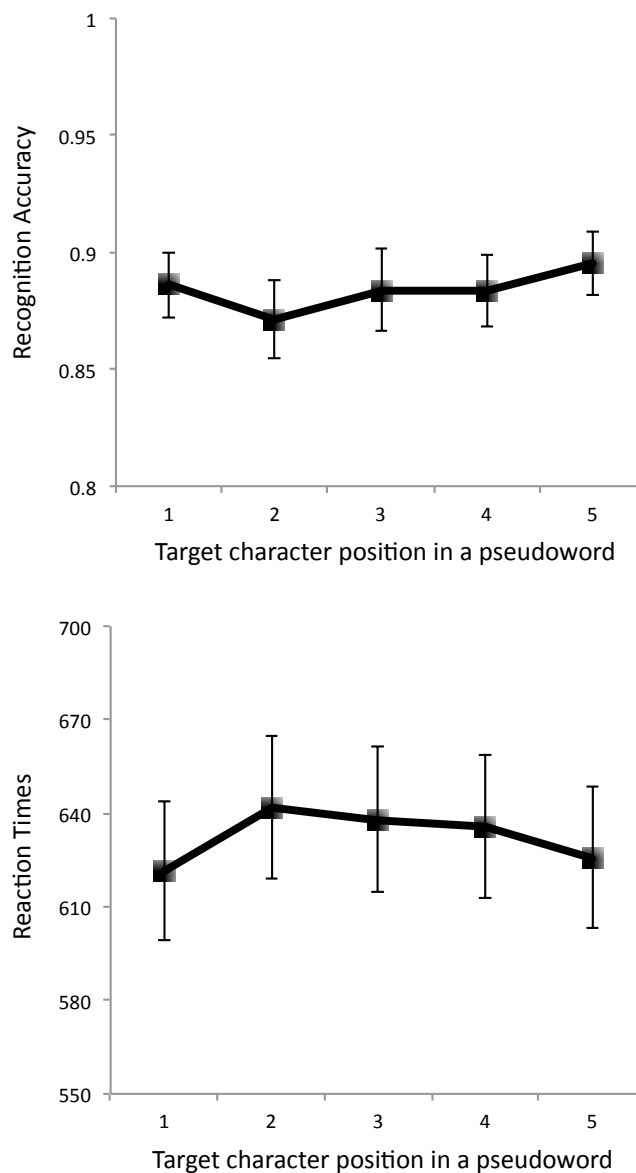 1
0.95
0.9
0.85
0.8
Recognition Accuracy
1 2 3 4 5
Target character position in a pseudoword
700
670
640
610
580
550
Reaction Times
1 2 3 4 5
Target character position in a pseudoword